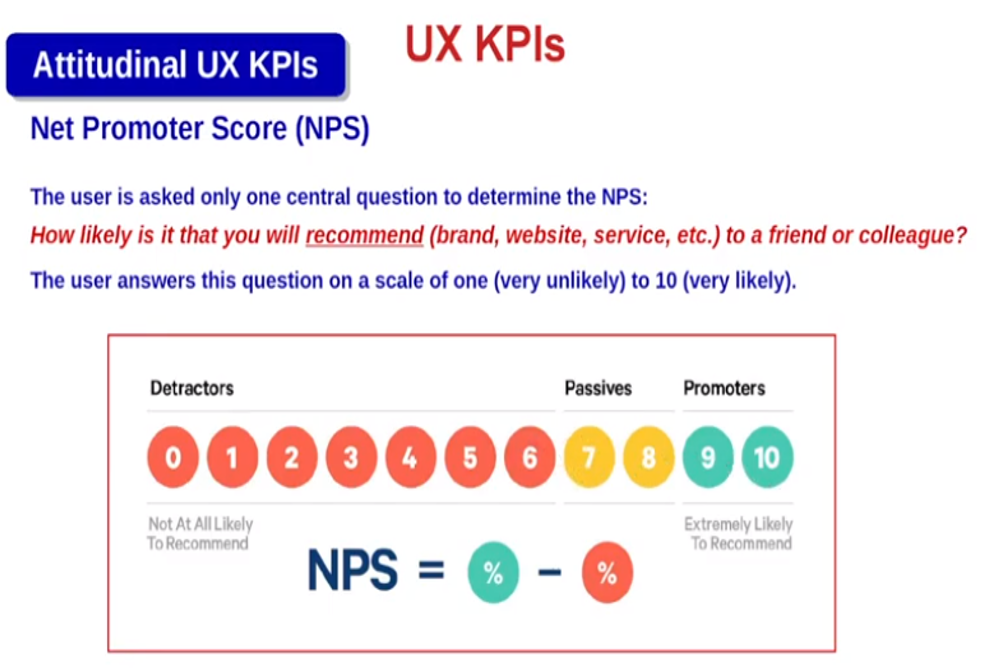 UX KPIs
Attitudinal UX KPIs
Net Promoter Score (NPS)
The user is asked only one central question to determine the NPS:
How likely is it that you will recommend (brand, website, service, etc.) to a friend or colleague?
The user answers this question on a scale of one (very unlikely) to 10 (very likely).
Detractors Passives Promoters
0 1 2 3 4 5 6 7 8 9 10
Not At All Likely
To Recommend
Extremely Likely
To Recommend
NPS = % − %